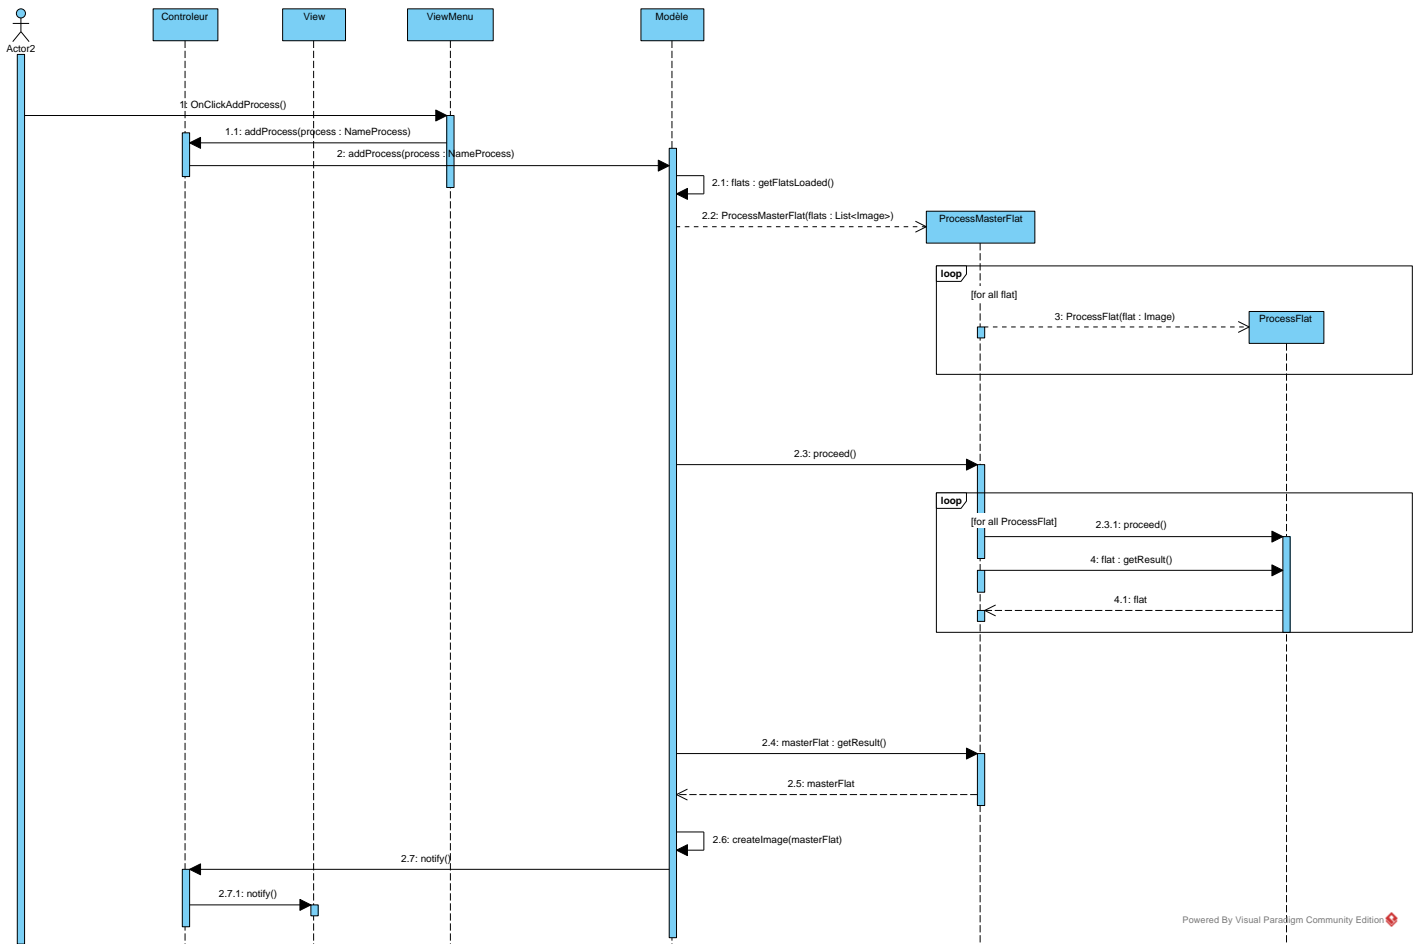 Controleur
View
ViewMenu
Modèle
Actor2
1: OnClickAddProcess()
1.1: addProcess(process : NameProcess)
2: addProcess(process : NameProcess)
2.1: flats : getFlatsLoaded()
2.2: ProcessMasterFlat(flats : List<Image>)
ProcessMasterFlat
loop
[for all flat]
3: ProcessFlat(flat : Image)
ProcessFlat
2.3: proceed()
loop
[for all ProcessFlat]
2.3.1: proceed()
4: flat : getResult()
4.1: flat
2.4: masterFlat : getResult()
2.5: masterFlat
2.6: createImage(masterFlat)
2.7: notify()
2.7.1: notify()
Powered By Visual Paradigm Community Edition